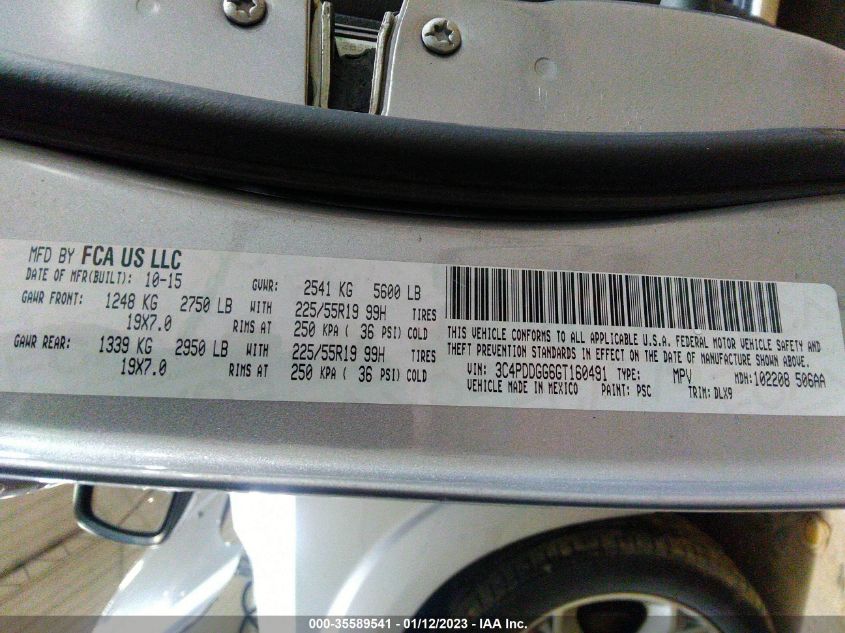 MFD BY FCA US LLC
DATE OF MFR(BUILT): 10-15
GVWR: 2541 KG 5600 LB
GAWR FRONT: 1248 KG 2750 LB WITH 225/55R19 99H TIRES
19X7.0 RIMS AT 250 KPA ( 36 PSI) COLD
GAWR REAR: 1339 KG 2950 LB WITH 225/55R19 99H TIRES
19X7.0 RIMS AT 250 KPA ( 36 PSI) COLD
THIS VEHICLE CONFORMS TO ALL APPLICABLE U.S.A. FEDERAL MOTOR VEHICLE SAFETY AND
THEFT PREVENTION STANDARDS IN EFFECT ON THE DATE OF MANUFACTURE SHOWN ABOVE.
VIN: 3C4PDDGG6GT160491 TYPE: MPV MDH:102208 506AA
VEHICLE MADE IN MEXICO PAINT: PSC TRIM: DLX9
000-35589541 - 01/12/2023 - IAA Inc.